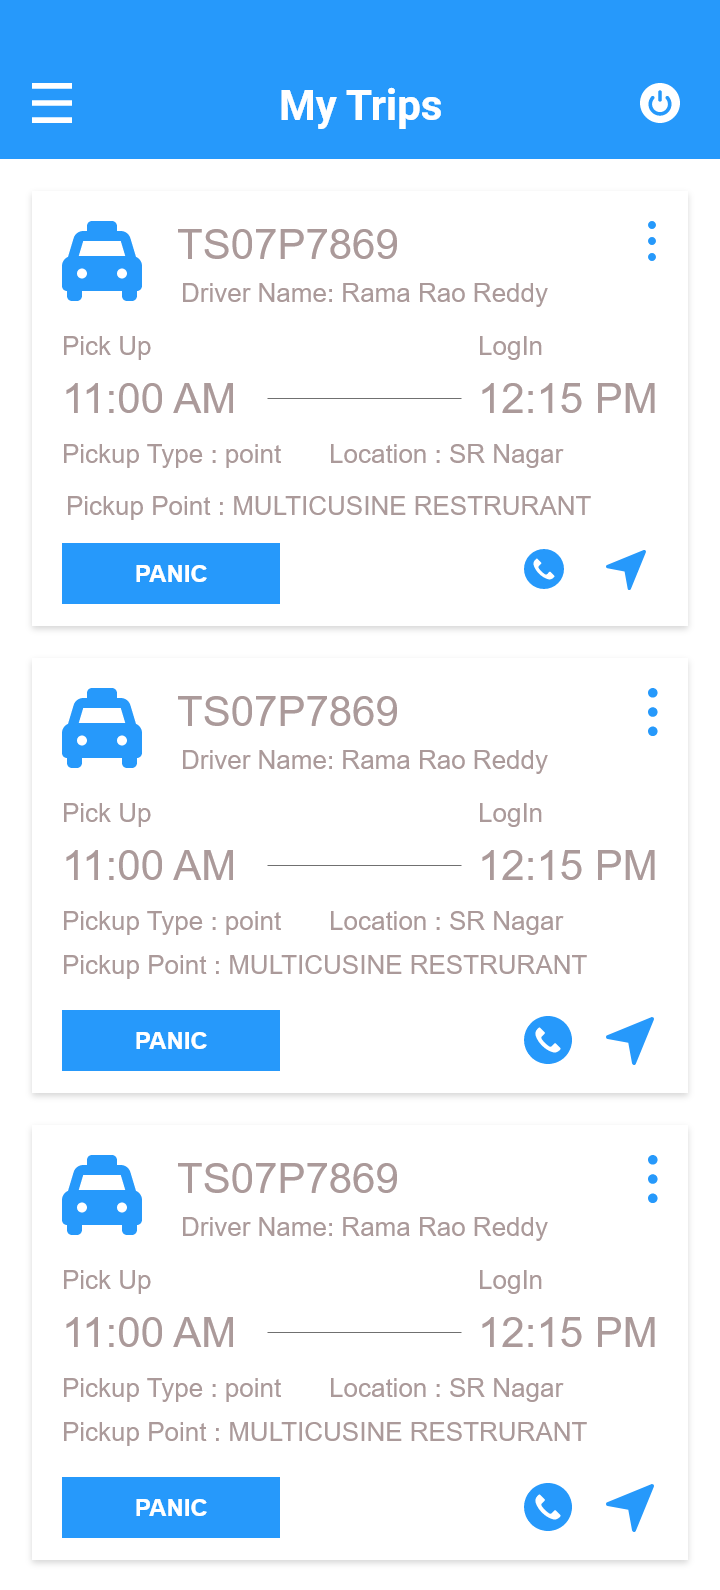 My Trips
TS07P7869
Driver Name: Rama Rao Reddy
Pick Up LogIn
11:00 AM 12:15 PM
Pickup Type : point Location : SR Nagar
Pickup Point : MULTICUSINE RESTRURANT
PANIC
TS07P7869
Driver Name: Rama Rao Reddy
Pick Up LogIn
11:00 AM 12:15 PM
Pickup Type : point Location : SR Nagar
Pickup Point : MULTICUSINE RESTRURANT
PANIC
TS07P7869
Driver Name: Rama Rao Reddy
Pick Up LogIn
11:00 AM 12:15 PM
Pickup Type : point Location : SR Nagar
Pickup Point : MULTICUSINE RESTRURANT
PANIC